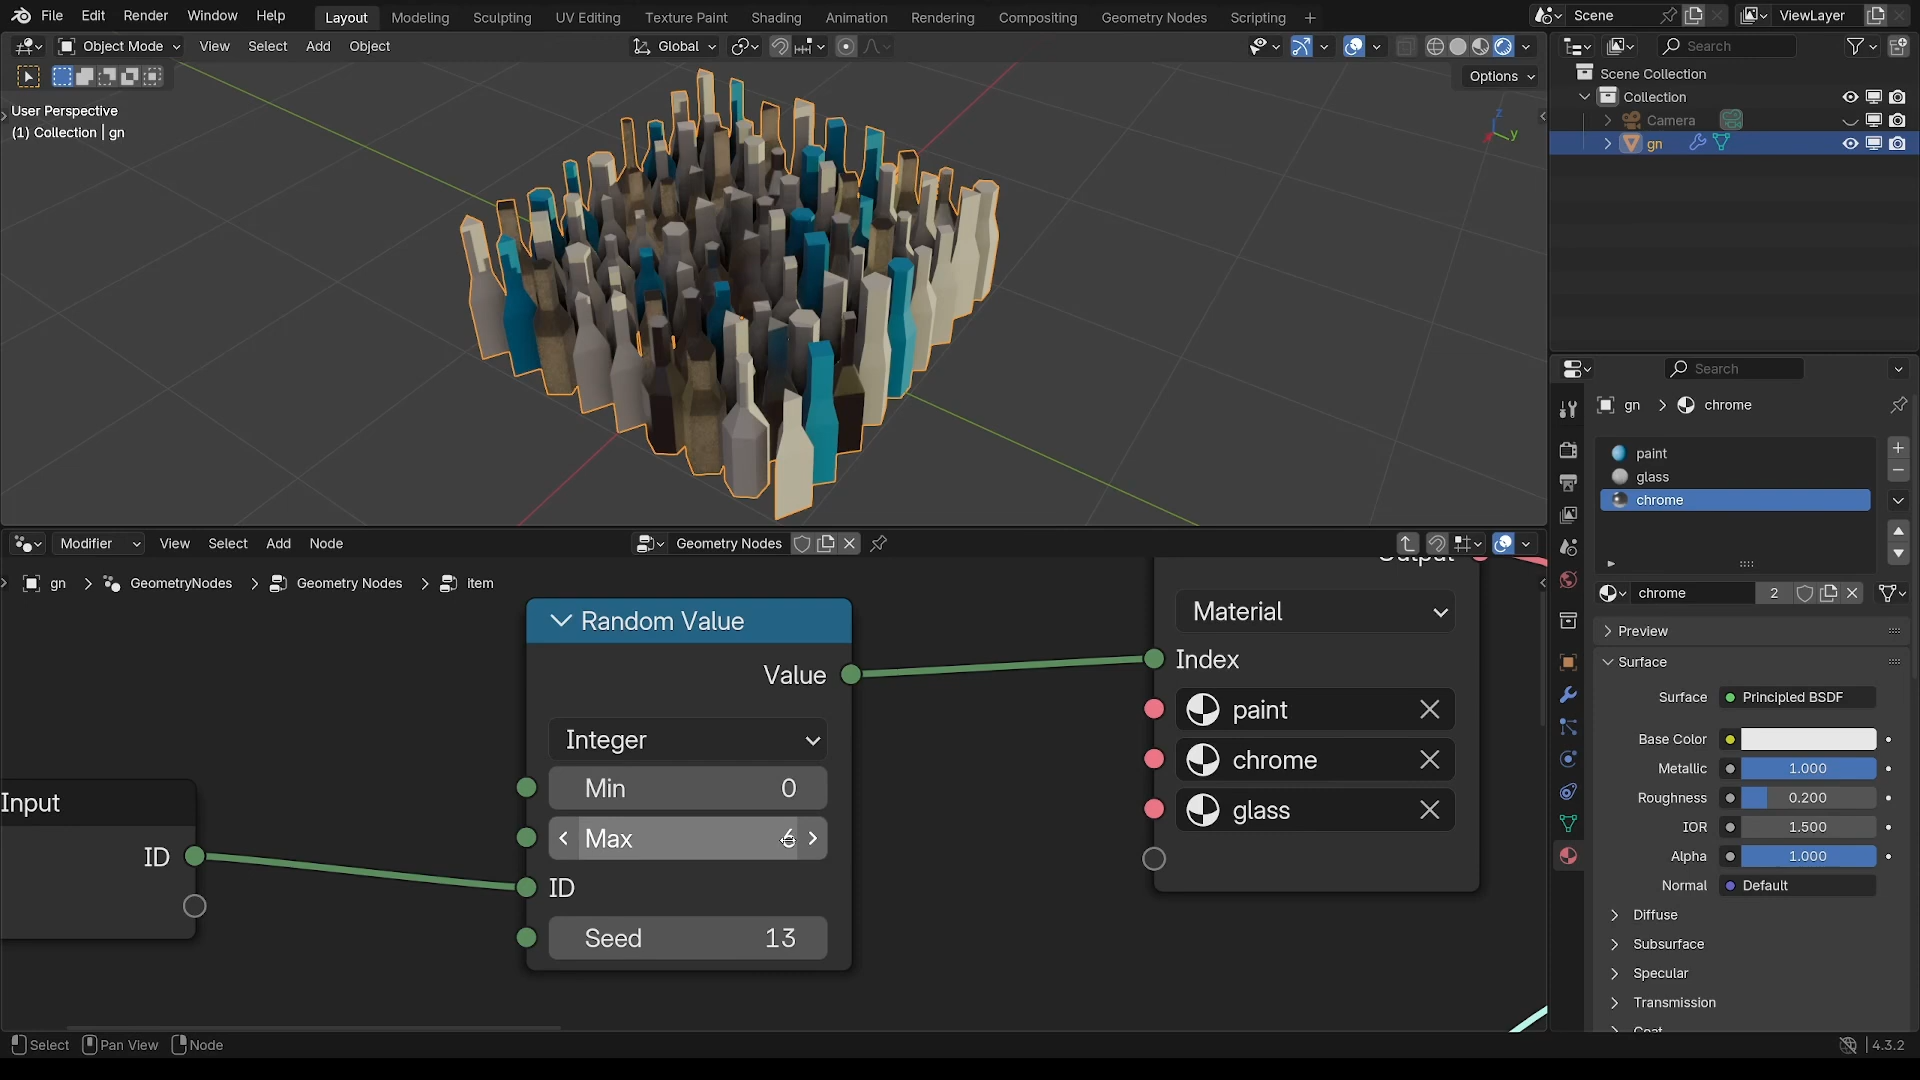 File Edit Render Window Help Layout Modeling Sculpting UV Editing Texture Paint Shading Animation Rendering Compositing Geometry Nodes Scripting + Scene ViewLayer
Object Mode View Select Add Object Global Search
Options
User Perspective
(1) Collection | gn
z
y
Scene Collection
Collection
Camera
gn
Search
gn > chrome
paint
glass
chrome
chrome 2
Preview
Surface
Surface Principled BSDF
Base Color
Metallic 1.000
Roughness 0.200
IOR 1.500
Alpha 1.000
Normal Default
Diffuse
Subsurface
Specular
Transmission
Coat
Modifier View Select Add Node Geometry Nodes
gn > GeometryNodes > Geometry Nodes > Item
Input
ID
Random Value
Value
Integer
Min 0
Max 6
ID
Seed 13
Output
Material
Index
paint
chrome
glass
Select Pan View Node 4.3.2